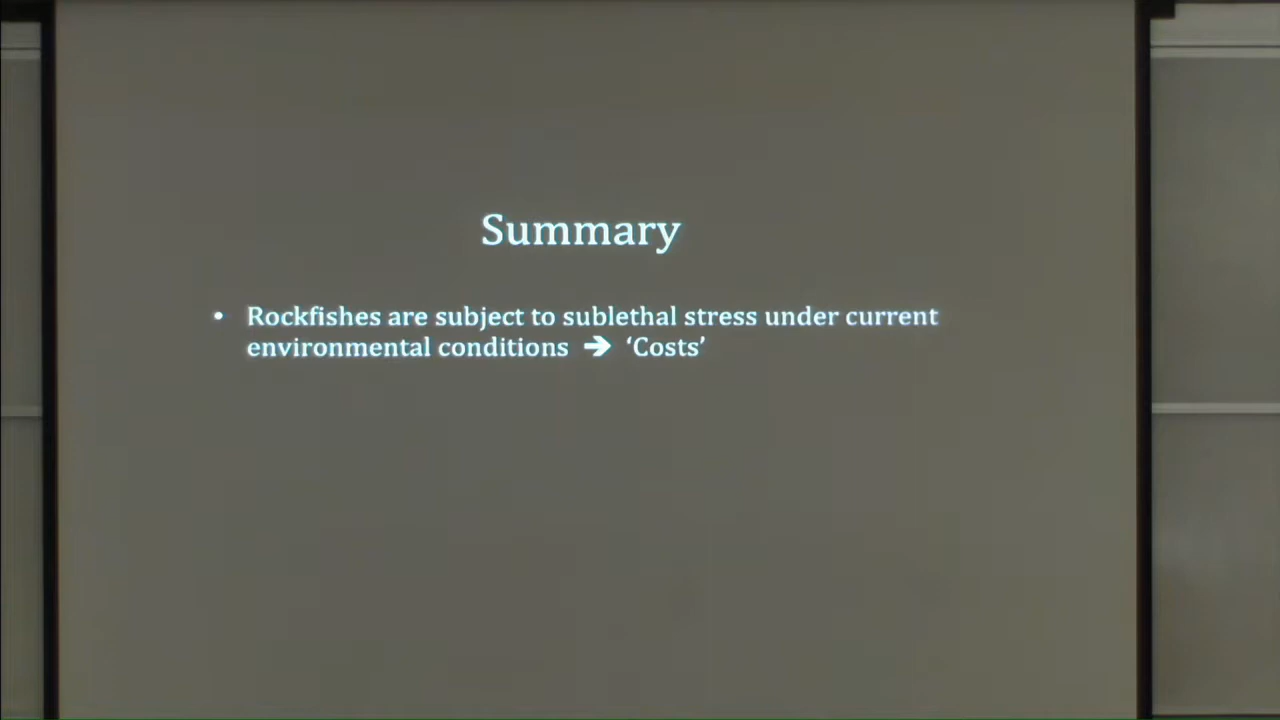 Summary
• Rockfishes are subject to sublethal stress under current
environmental conditions ➔ ‘Costs’